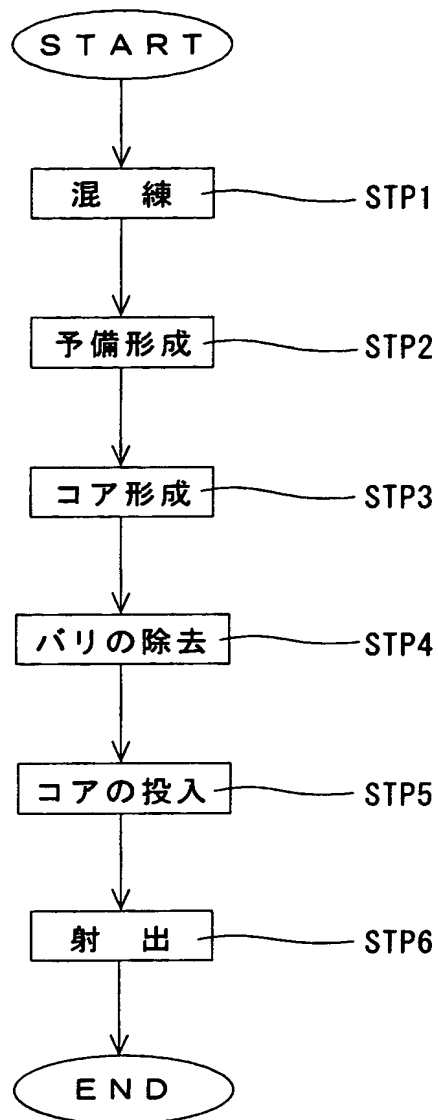 START
混練 STP1
予備形成 STP2
コア形成 STP3
バリの除去 STP4
コアの投入 STP5
射出 STP6
END